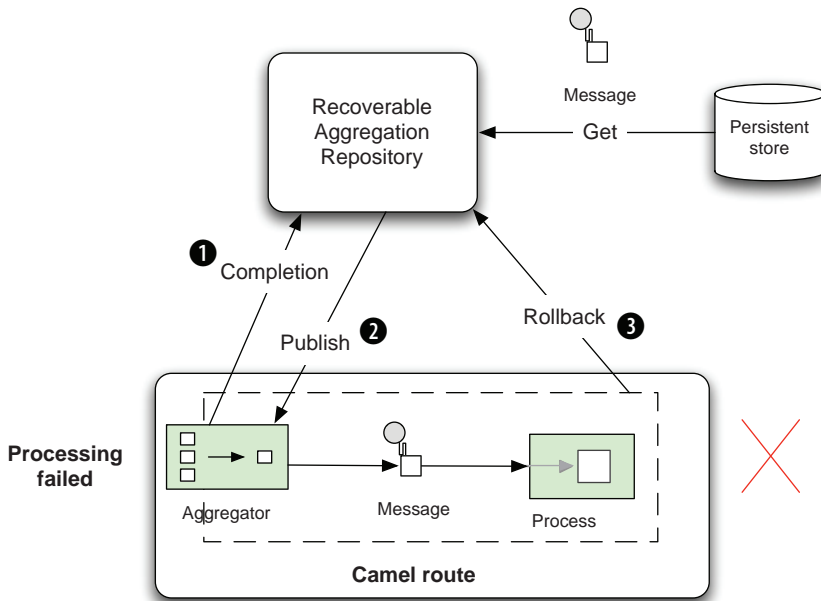 Recoverable
Aggregation
Repository
Message
Get
Persistent
store
1 Completion
Publish 2
Rollback 3
Processing
failed
Aggregator
Message
Process
Camel route